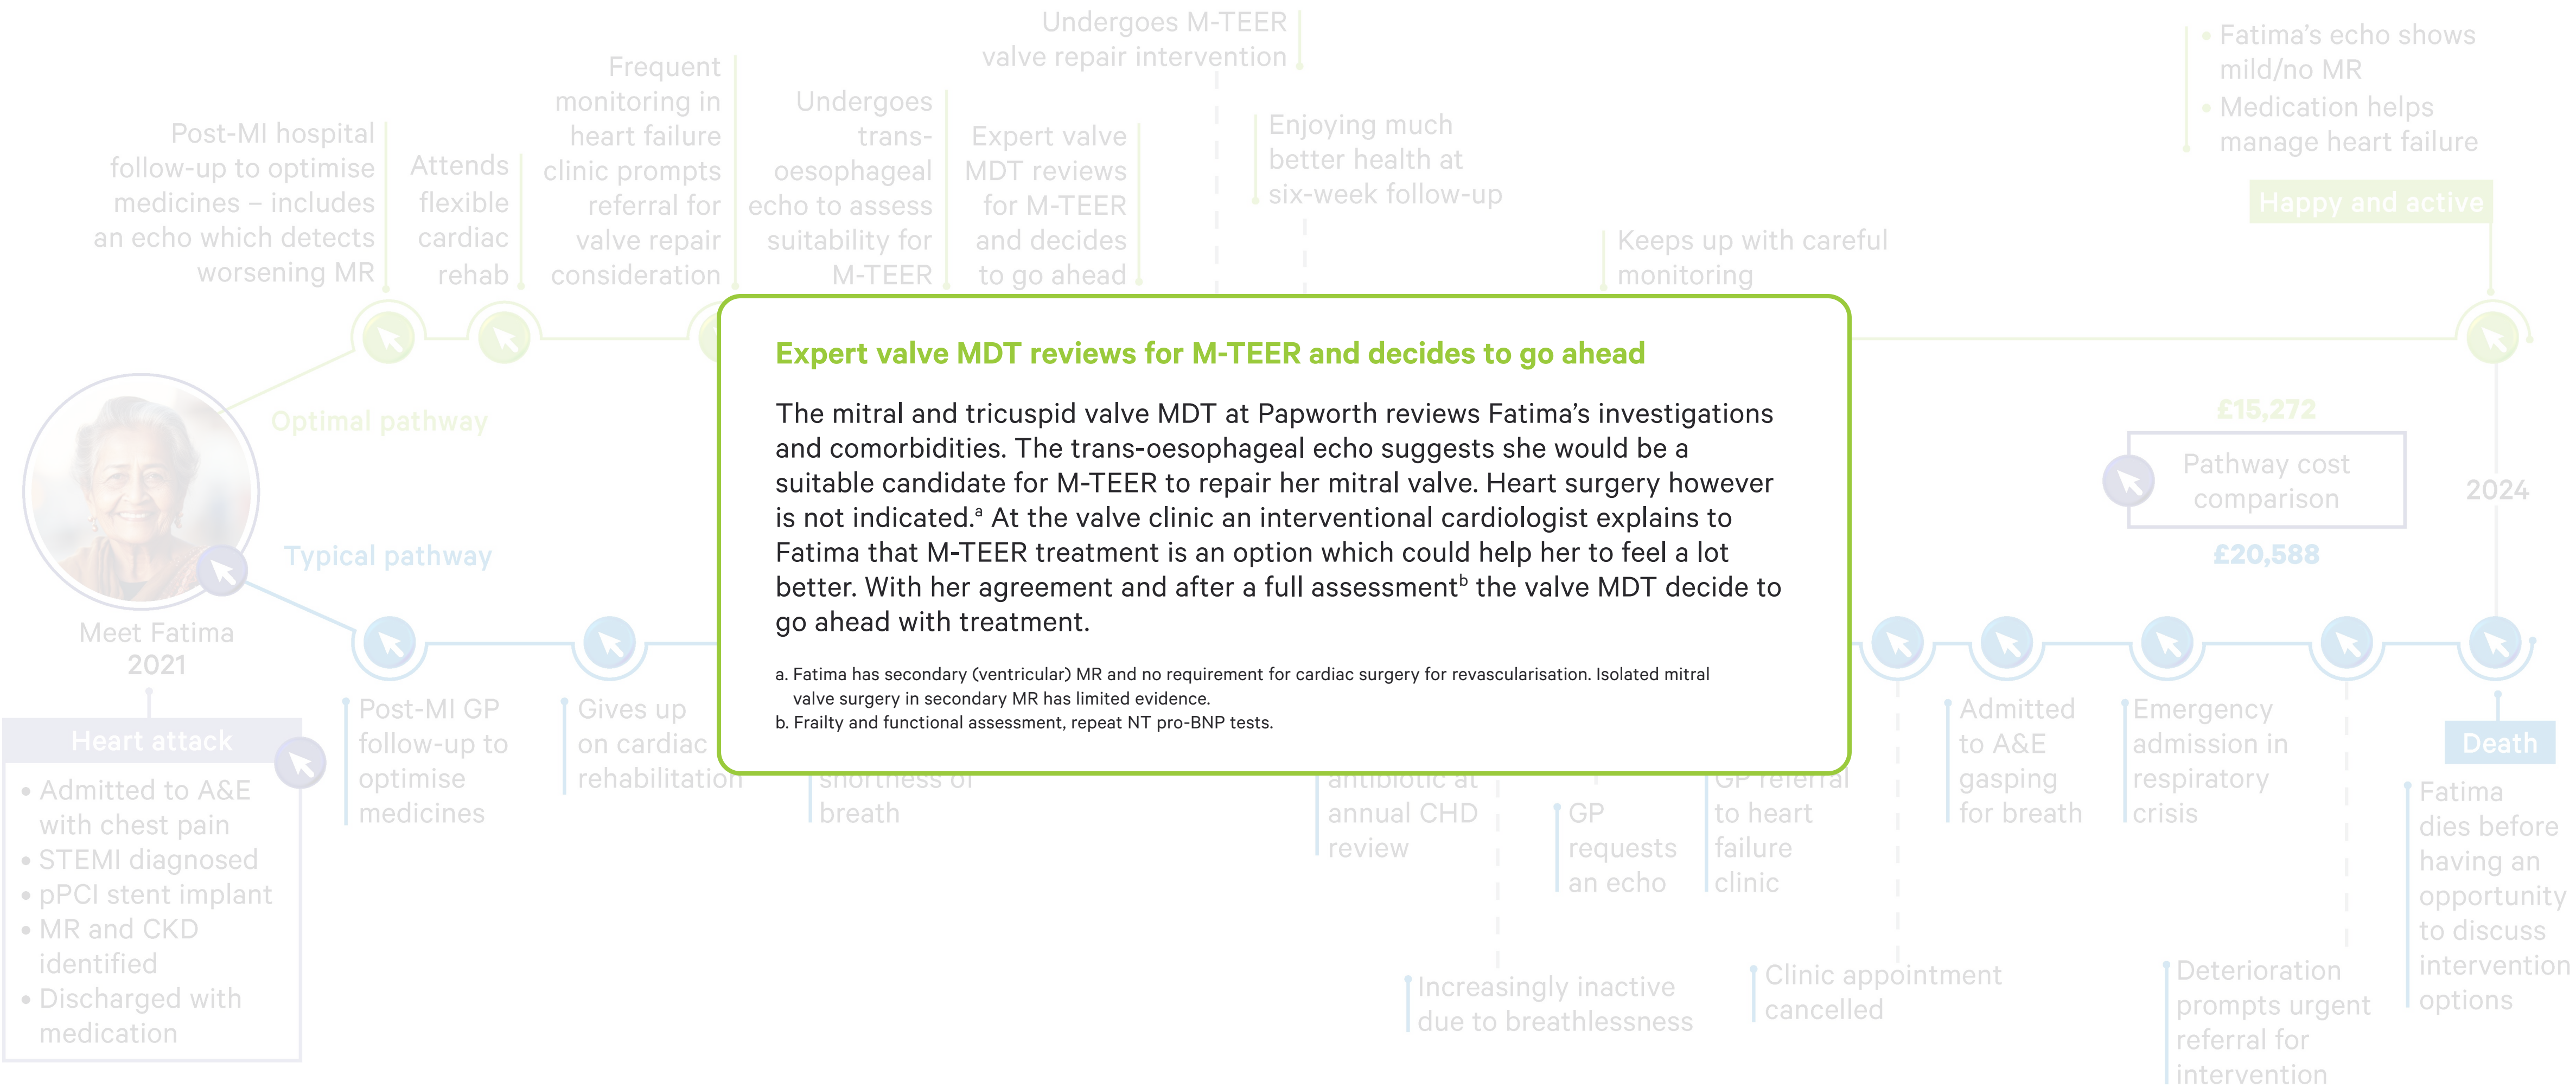 Undergoes M-TEER
valve repair intervention
• Fatima’s echo shows
mild/no MR
• Medication helps
manage heart failure
Frequent
monitoring in
heart failure
clinic prompts
referral for
valve repair
consideration
Undergoes
trans-
oesophageal
echo to assess
suitability for
M-TEER
Expert valve
MDT reviews
for M-TEER
and decides
to go ahead
Post-MI hospital
follow-up to optimise
medicines – includes
an echo which detects
worsening MR
Attends
flexible
cardiac
rehab
Enjoying much
better health at
six-week follow-up
Keeps up with careful
monitoring
Happy and active
Optimal pathway
Typical pathway
Meet Fatima
2021
Expert valve MDT reviews for M-TEER and decides to go ahead
The mitral and tricuspid valve MDT at Papworth reviews Fatima’s investigations
and comorbidities. The trans-oesophageal echo suggests she would be a
suitable candidate for M-TEER to repair her mitral valve. Heart surgery however
is not indicated.ᵃ At the valve clinic an interventional cardiologist explains to
Fatima that M-TEER treatment is an option which could help her to feel a lot
better. With her agreement and after a full assessmentᵇ the valve MDT decide to
go ahead with treatment.
a. Fatima has secondary (ventricular) MR and no requirement for cardiac surgery for revascularisation. Isolated mitral
valve surgery in secondary MR has limited evidence.
b. Frailty and functional assessment, repeat NT pro-BNP tests.
£15,272
Pathway cost
comparison
£20,588
2024
Heart attack
• Admitted to A&E
with chest pain
• STEMI diagnosed
• pPCI stent implant
• MR and CKD
identified
• Discharged with
medication
Post-MI GP
follow-up to
optimise
medicines
Gives up
on cardiac
rehabilitation
shortness of
breath
antibiotic at
annual CHD
review
Increasingly inactive
due to breathlessness
GP
requests
an echo
GP referral
to heart
failure
clinic
Clinic appointment
cancelled
Admitted
to A&E
gasping
for breath
Emergency
admission in
respiratory
crisis
Deterioration
prompts urgent
referral for
intervention
Death
Fatima
dies before
having an
opportunity
to discuss
intervention
options